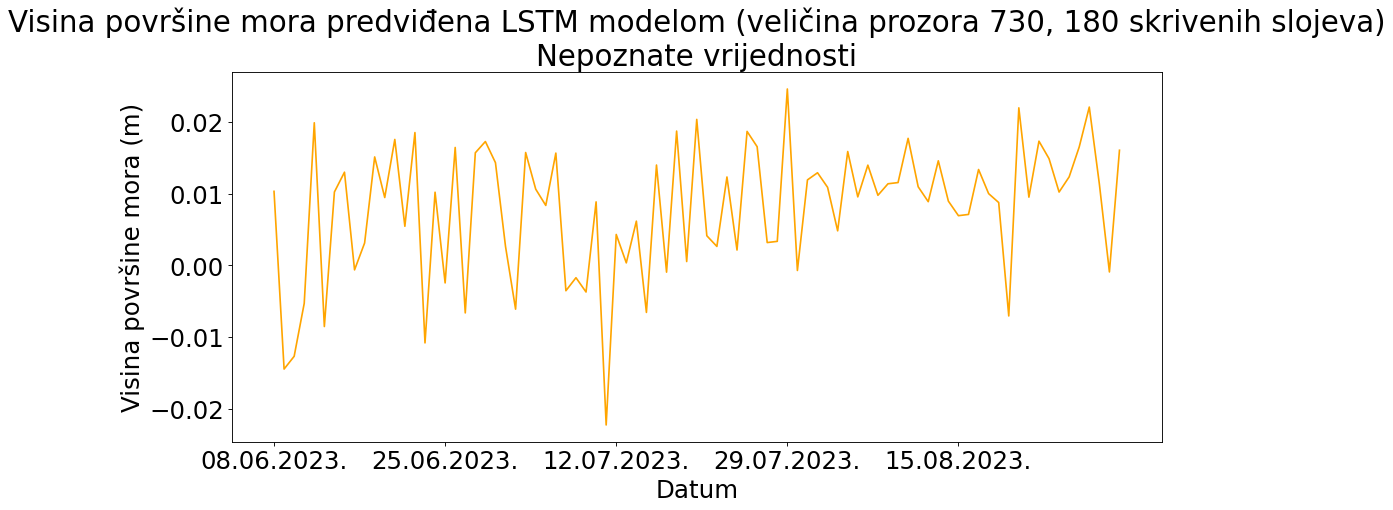 Visina površine mora predviđena LSTM modelom (veličina prozora 730, 180 skrivenih slojeva)
Nepoznate vrijednosti
Visina površine mora (m)
0.02
0.01
0.00
−0.01
−0.02
08.06.2023. 25.06.2023. 12.07.2023. 29.07.2023. 15.08.2023.
Datum